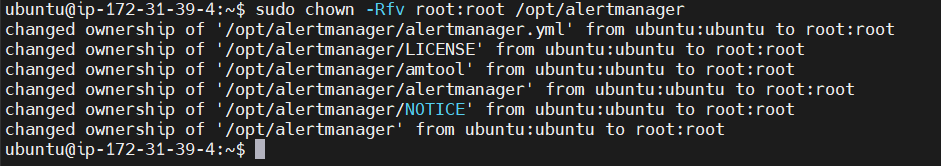 ubuntu@ip-172-31-39-4:~$ sudo chown -Rfv root:root /opt/alertmanager
changed ownership of '/opt/alertmanager/alertmanager.yml' from ubuntu:ubuntu to root:root
changed ownership of '/opt/alertmanager/LICENSE' from ubuntu:ubuntu to root:root
changed ownership of '/opt/alertmanager/amtool' from ubuntu:ubuntu to root:root
changed ownership of '/opt/alertmanager/alertmanager' from ubuntu:ubuntu to root:root
changed ownership of '/opt/alertmanager/NOTICE' from ubuntu:ubuntu to root:root
changed ownership of '/opt/alertmanager' from ubuntu:ubuntu to root:root
ubuntu@ip-172-31-39-4:~$